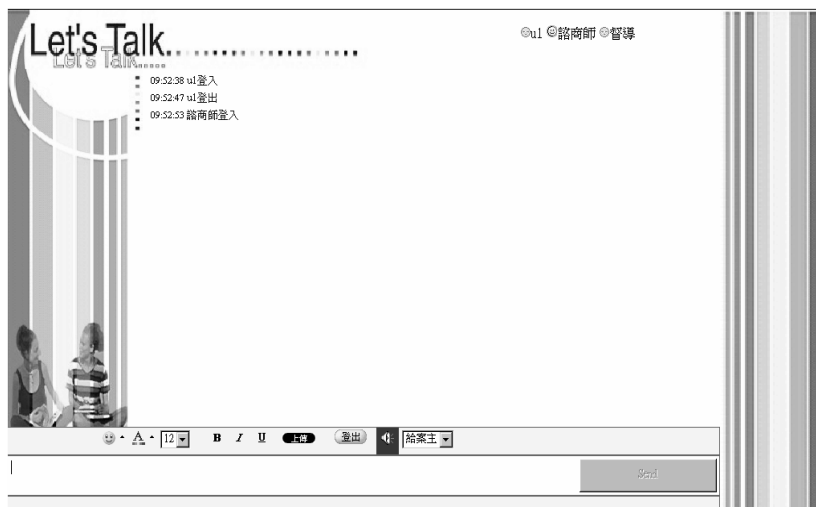 Let's Talk
Let's Talk.....
u1 諮商師 督導
09:52:38 u1登入
09:52:47 u1登出
09:52:53 諮商師登入
A 12 B I U 上傳 登出 給案主
Send